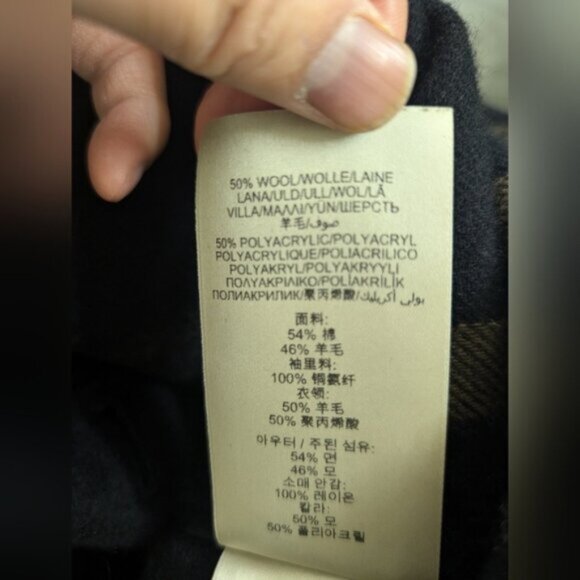 50% WOOL/WOLLE/LAINE
LANA/ULD/ULL/WOL/LÃ
VILLA/ΜΑΛΛΙ/YÜN/ШЕРСТЬ
羊毛/صوف
50% POLYACRYLIC/POLYACRYL
POLYACRYLIQUE/POLIACRILICO
POLYAKRYL/POLYAKRYYLI
ΠΟΛΥΑΚΡΙΛΙΚΟ/POLİAKRİLİK
ПОЛИАКРИЛИК/聚丙烯酸/بولي أكريليك
面料:
54% 棉
46% 羊毛
袖里料:
100% 铜氨纤
衣领:
50% 羊毛
50% 聚丙烯酸
아우터 / 주된 섬유:
54% 면
46% 모
소매 안감:
100% 레이온
칼라:
50% 모
50% 폴리아크릴